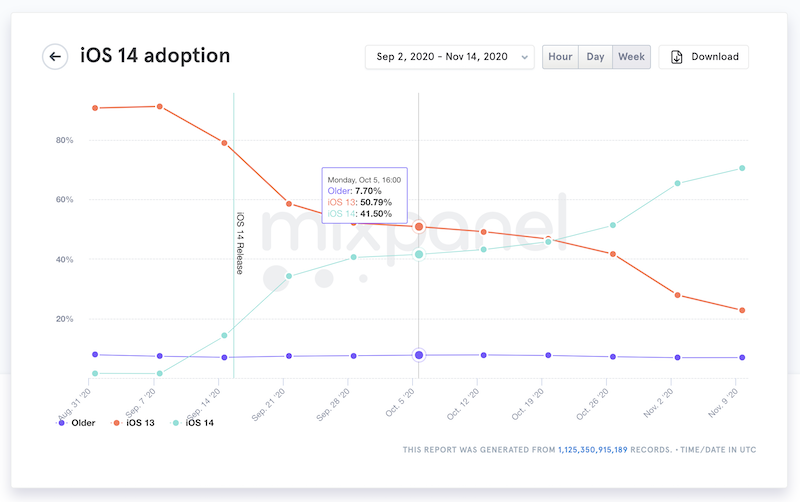 iOS 14 adoption
Sep 2, 2020 – Nov 14, 2020
Hour Day Week
Download
80%
60%
40%
20%
Monday, Oct 5, 16:00
Older: 7.70%
iOS 13: 50.79%
iOS 14: 41.50%
iOS 14 Release
mixpanel
Aug. 31 '20
Sep. 7 '20
Sep. 14 '20
Sep. 21 '20
Sep. 28 '20
Oct. 5 '20
Oct. 12 '20
Oct. 19 '20
Oct. 26 '20
Nov. 2 '20
Nov. 9 '20
Older iOS 13 iOS 14
THIS REPORT WAS GENERATED FROM 1,125,350,915,189 RECORDS. • TIME/DATE IN UTC